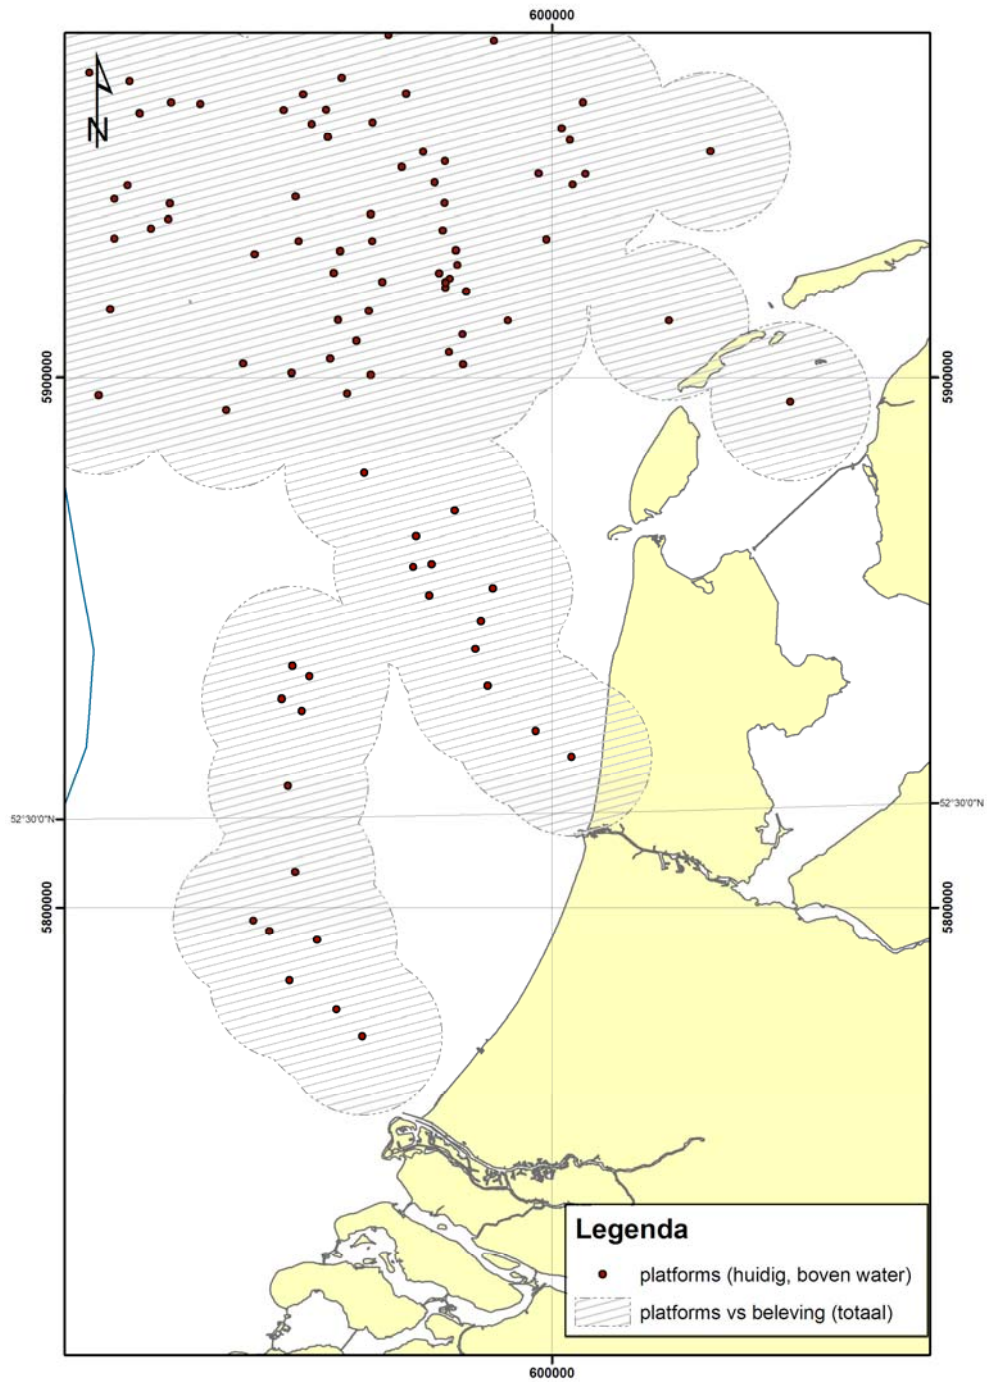 600000
N
5900000
5900000
52°30'0"N
52°30'0"N
5800000
5800000
Legenda
platforms (huidig, boven water)
platforms vs beleving (totaal)
600000